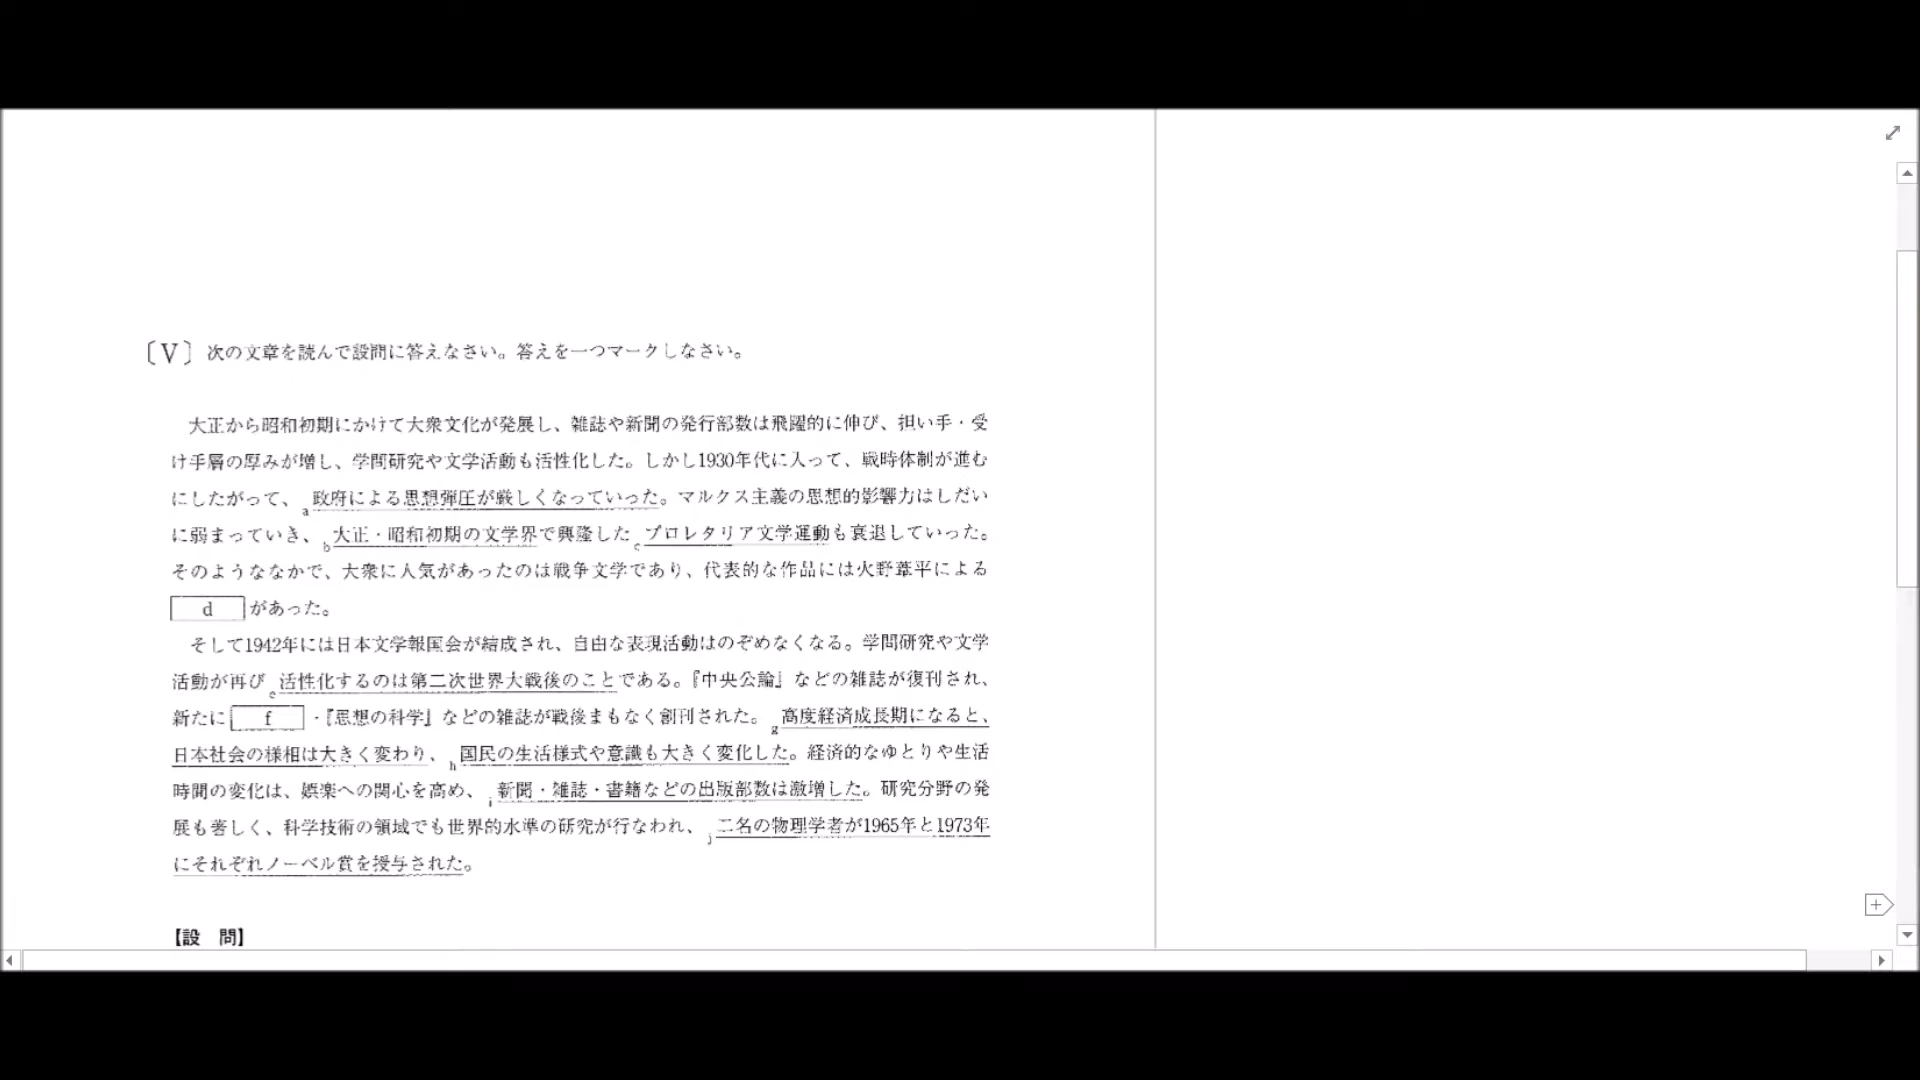 〔Ⅴ〕 次の文章を読んで設問に答えなさい。答えを一つマークしなさい。
大正から昭和初期にかけて大衆文化が発展し、雑誌や新聞の発行部数は飛躍的に伸び、担い手・受
け手層の厚みが増し、学問研究や文学活動も活性化した。しかし1930年代に入って、戦時体制が進む
にしたがって、a政府による思想弾圧が厳しくなっていった。マルクス主義の思想的影響力はしだい
に弱まっていき、b大正・昭和初期の文学界で興隆したcプロレタリア文学運動も衰退していった。
そのようななかで、大衆に人気があったのは戦争文学であり、代表的な作品には火野葦平による
d があった。
そして1942年には日本文学報国会が結成され、自由な表現活動はのぞめなくなる。学問研究や文学
活動が再びe活性化するのは第二次世界大戦後のことである。『中央公論』などの雑誌が復刊され、
新たに f ・『思想の科学』などの雑誌が戦後まもなく創刊された。g高度経済成長期になると、
日本社会の様相は大きく変わり、h国民の生活様式や意識も大きく変化した。経済的なゆとりや生活
時間の変化は、娯楽への関心を高め、i新聞・雑誌・書籍などの出版部数は激増した。研究分野の発
展も著しく、科学技術の領域でも世界的水準の研究が行なわれ、j二名の物理学者が1965年と1973年
にそれぞれノーベル賞を授与された。
【設 問】